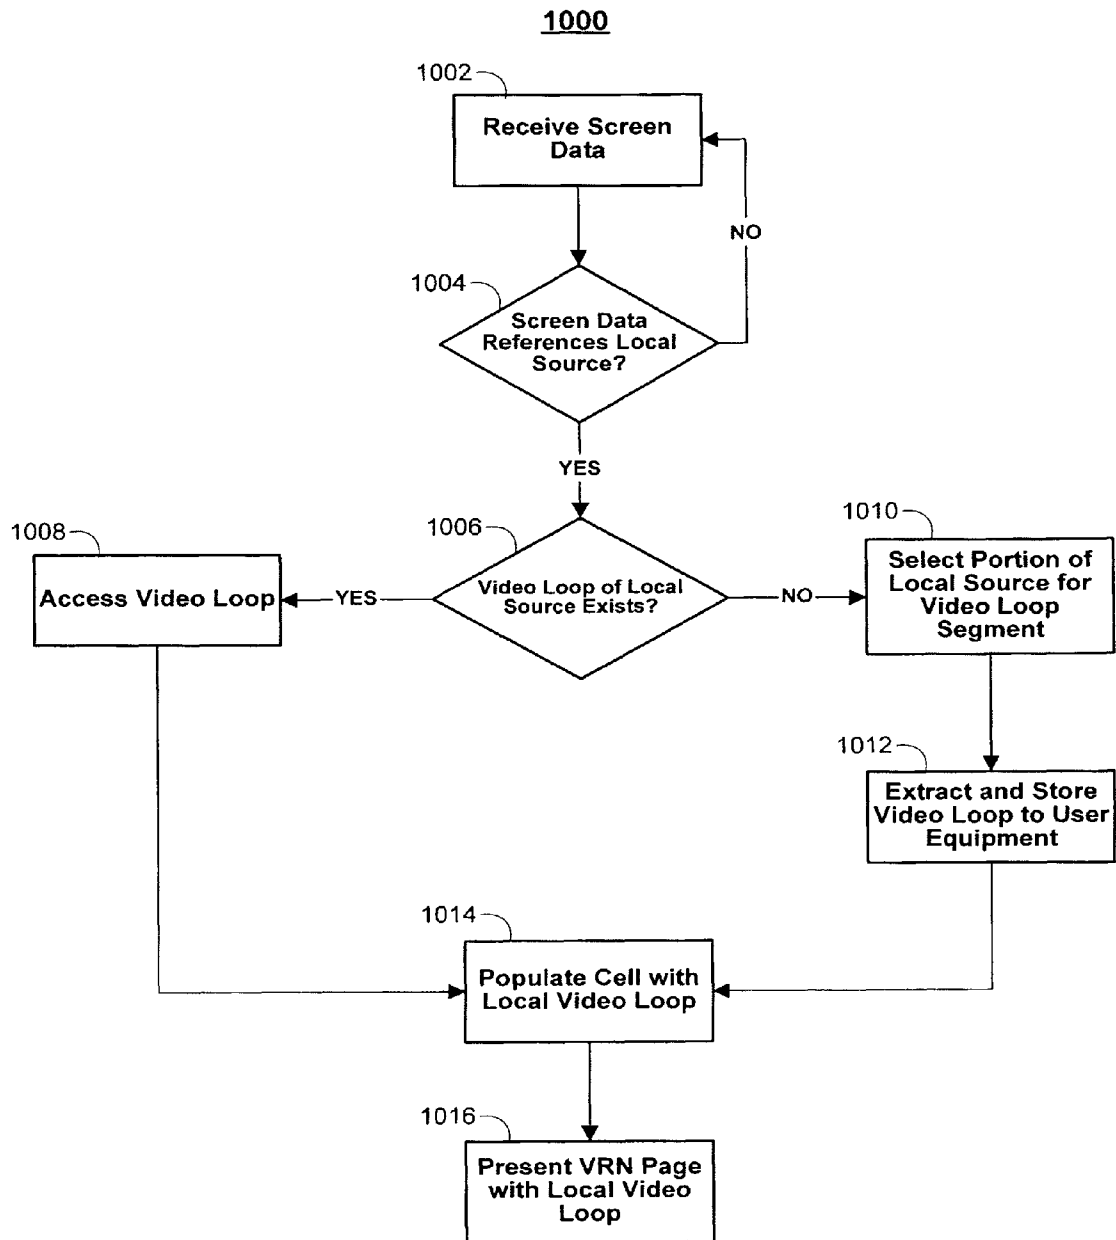 1000
1002
Receive Screen
Data
NO
1004
Screen Data
References Local
Source?
YES
1006
Video Loop of Local
Source Exists?
1008
Access Video Loop
YES
NO
1010
Select Portion of
Local Source for
Video Loop
Segment
1012
Extract and Store
Video Loop to User
Equipment
1014
Populate Cell with
Local Video Loop
1016
Present VRN Page
with Local Video
Loop